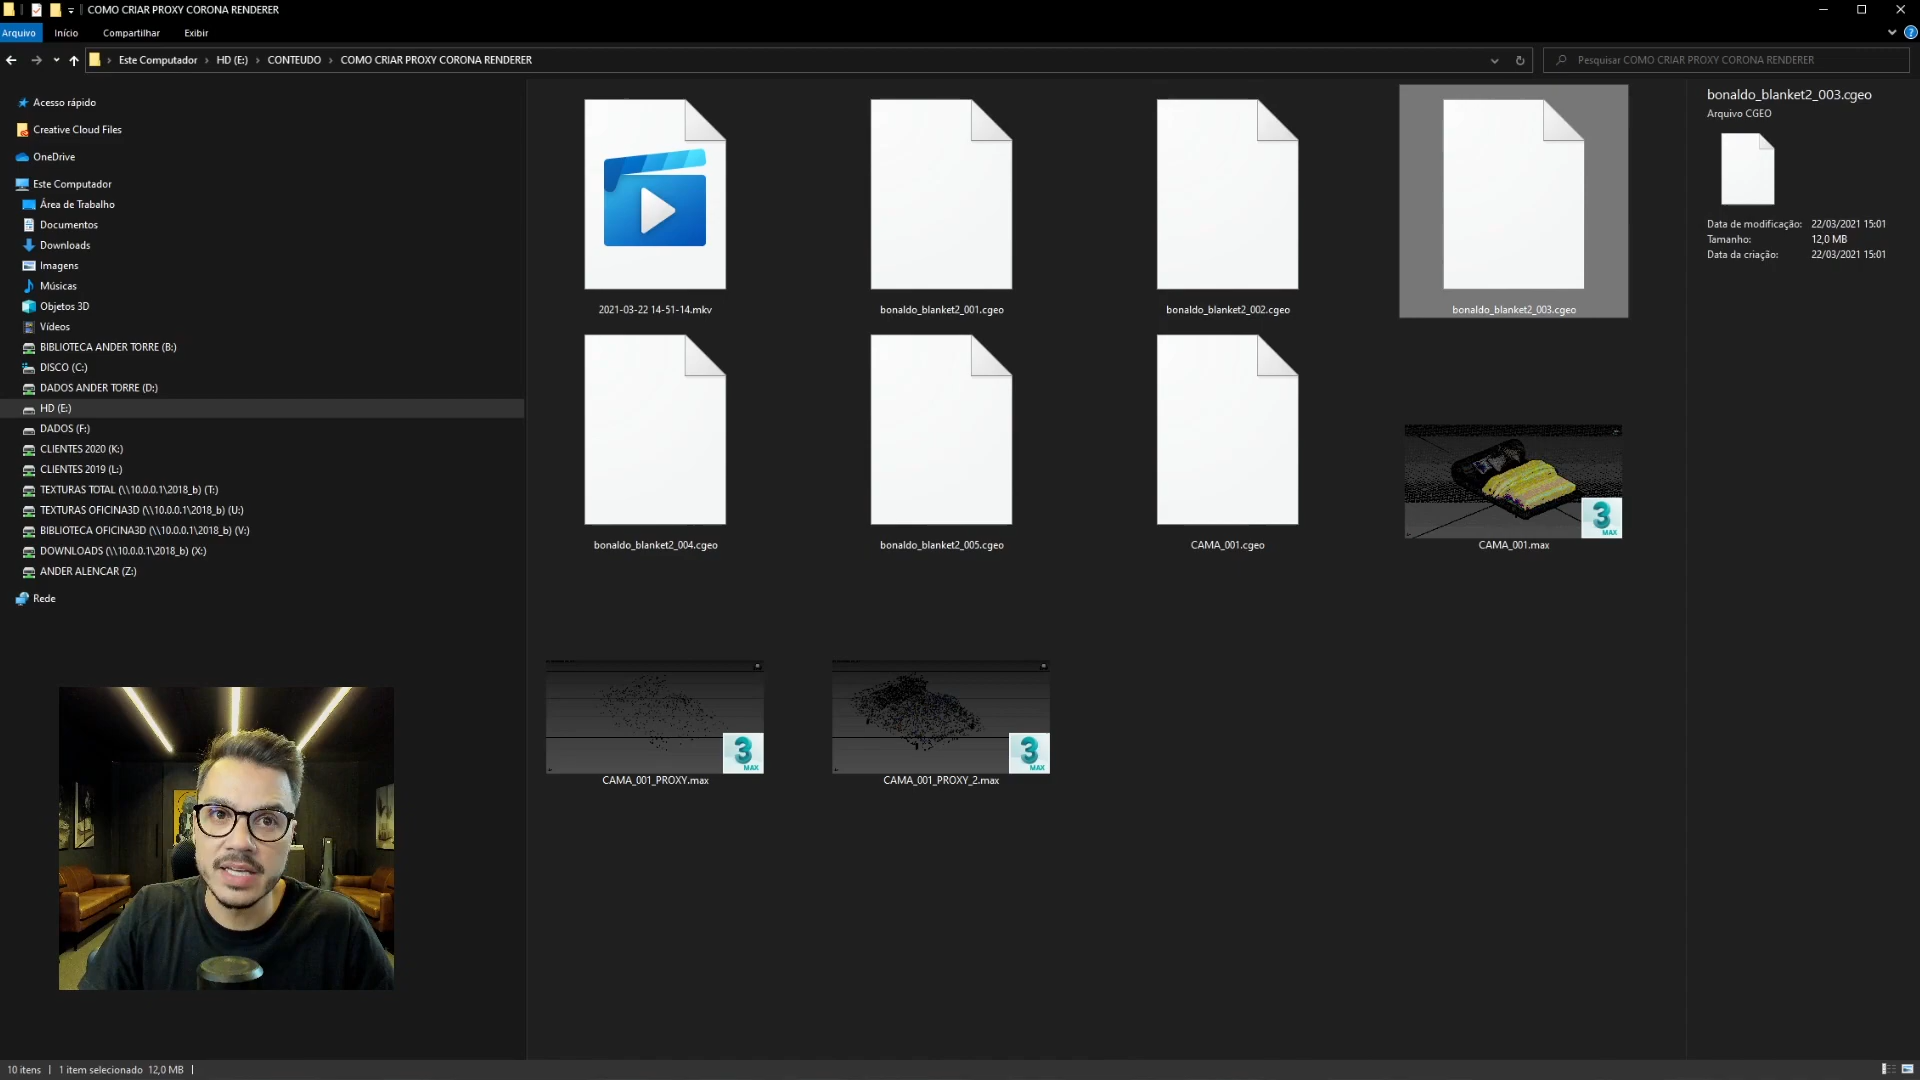 COMO CRIAR PROXY CORONA RENDERER
Arquivo
Início
Compartilhar
Exibir
Este Computador
HD (E:)
CONTEUDO
COMO CRIAR PROXY CORONA RENDERER
Pesquisar COMO CRIAR PROXY CORONA RENDERER
Acesso rápido
Creative Cloud Files
OneDrive
Este Computador
Área de Trabalho
Documentos
Downloads
Imagens
Músicas
Objetos 3D
Vídeos
BIBLIOTECA ANDER TORRE (B:)
DISCO (C:)
DADOS ANDER TORRE (D:)
HD (E:)
DADOS (F:)
CLIENTES 2020 (K:)
CLIENTES 2019 (L:)
TEXTURAS TOTAL (\\10.0.0.1\2018_b) (T:)
TEXTURAS OFICINA3D (\\10.0.0.1\2018_b) (U:)
BIBLIOTECA OFICINA3D (\\10.0.0.1\2018_b) (V:)
DOWNLOADS (\\10.0.0.1\2018_b) (X:)
ANDER ALENCAR (Z:)
Rede
2021-03-22 14-51-14.mkv
bonaldo_blanket2_001.cgeo
bonaldo_blanket2_002.cgeo
bonaldo_blanket2_003.cgeo
bonaldo_blanket2_004.cgeo
bonaldo_blanket2_005.cgeo
CAMA_001.cgeo
3
MAX
CAMA_001.max
3
MAX
CAMA_001_PROXY.max
3
MAX
CAMA_001_PROXY_2.max
bonaldo_blanket2_003.cgeo
Arquivo CGEO
Data de modificação: 22/03/2021 15:01
Tamanho: 12,0 MB
Data da criação: 22/03/2021 15:01
10 itens
1 item selecionado 12,0 MB